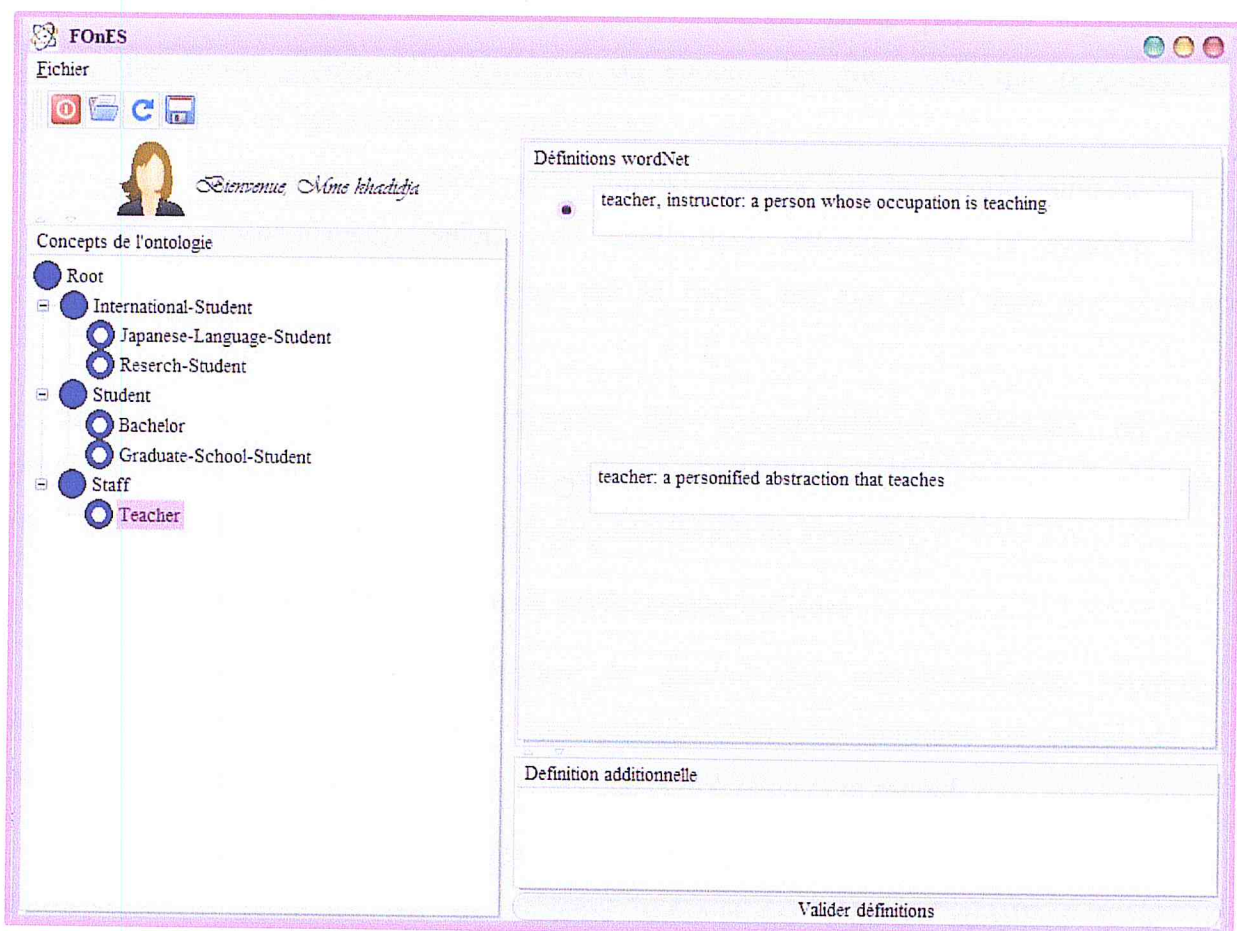 FOnES
Fichier
Bienvenue, Mme khadidja
Concepts de l'ontologie
Root
International-Student
Japanese-Language-Student
Reserch-Student
Student
Bachelor
Graduate-School-Student
Staff
Teacher
Définitions wordNet
teacher, instructor: a person whose occupation is teaching
teacher: a personified abstraction that teaches
Definition additionnelle
Valider définitions